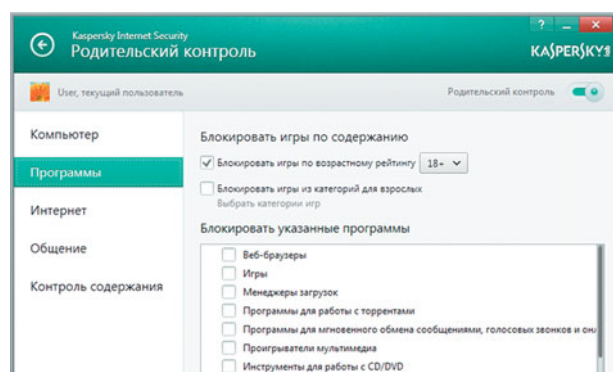 Kaspersky Internet Security
Родительский контроль
? _ x
KASPERSKY
User, текущий пользователь
Родительский контроль
Компьютер
Программы
Интернет
Общение
Контроль содержания
Блокировать игры по содержанию
Блокировать игры по возрастному рейтингу 18+
Блокировать игры из категорий для взрослых
Выбрать категории игр
Блокировать указанные программы
Веб-браузеры
Игры
Менеджеры загрузок
Программы для работы с торрентами
Программы для мгновенного обмена сообщениями, голосовых звонков и
Проигрыватели мультимедиа
Инструменты для работы с CD/DVD